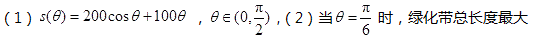 (1) s(θ)=200cosθ+100θ ，θ∈(0,π/2)，(2)当θ=π/6 时，绿化带总长度最大